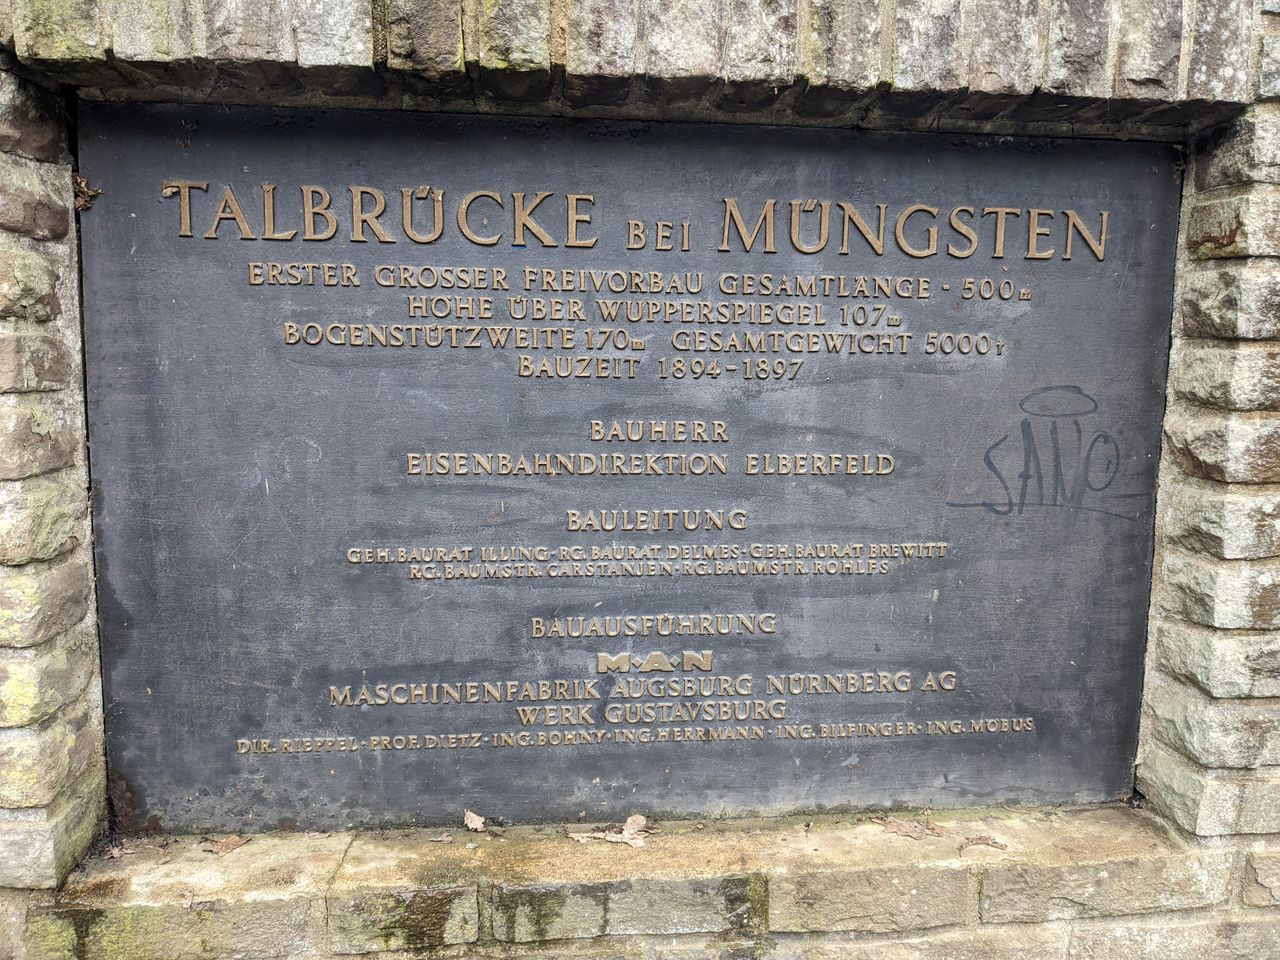 TALBRÜCKE BEI MÜNGSTEN
ERSTER GROSSER FREIVORBAU GESAMTLÄNGE - 500m
HÖHE ÜBER WUPPERSPIEGEL 107m
BOGENSTÜTZWEITE 170m GESAMTGEWICHT 5000t
BAUZEIT 1894-1897
BAUHERR
EISENBAHNDIREKTION ELBERFELD
SANO
BAULEITUNG
GEH. BAURAT ILLING · RG. BAURAT DELMES · GEH. BAURAT BREWITT
RG. BAUMSTR. CARSTANJEN · RG. BAUMSTR. ROHLFS
BAUAUSFÜHRUNG
M·A·N
MASCHINENFABRIK AUGSBURG NÜRNBERG AG
WERK GUSTAVSBURG
DIR. RIEPPEL · PROF. DIETZ · ING. BOHNY · ING. HERRMANN · ING. BILFINGER · ING. MÖBUS